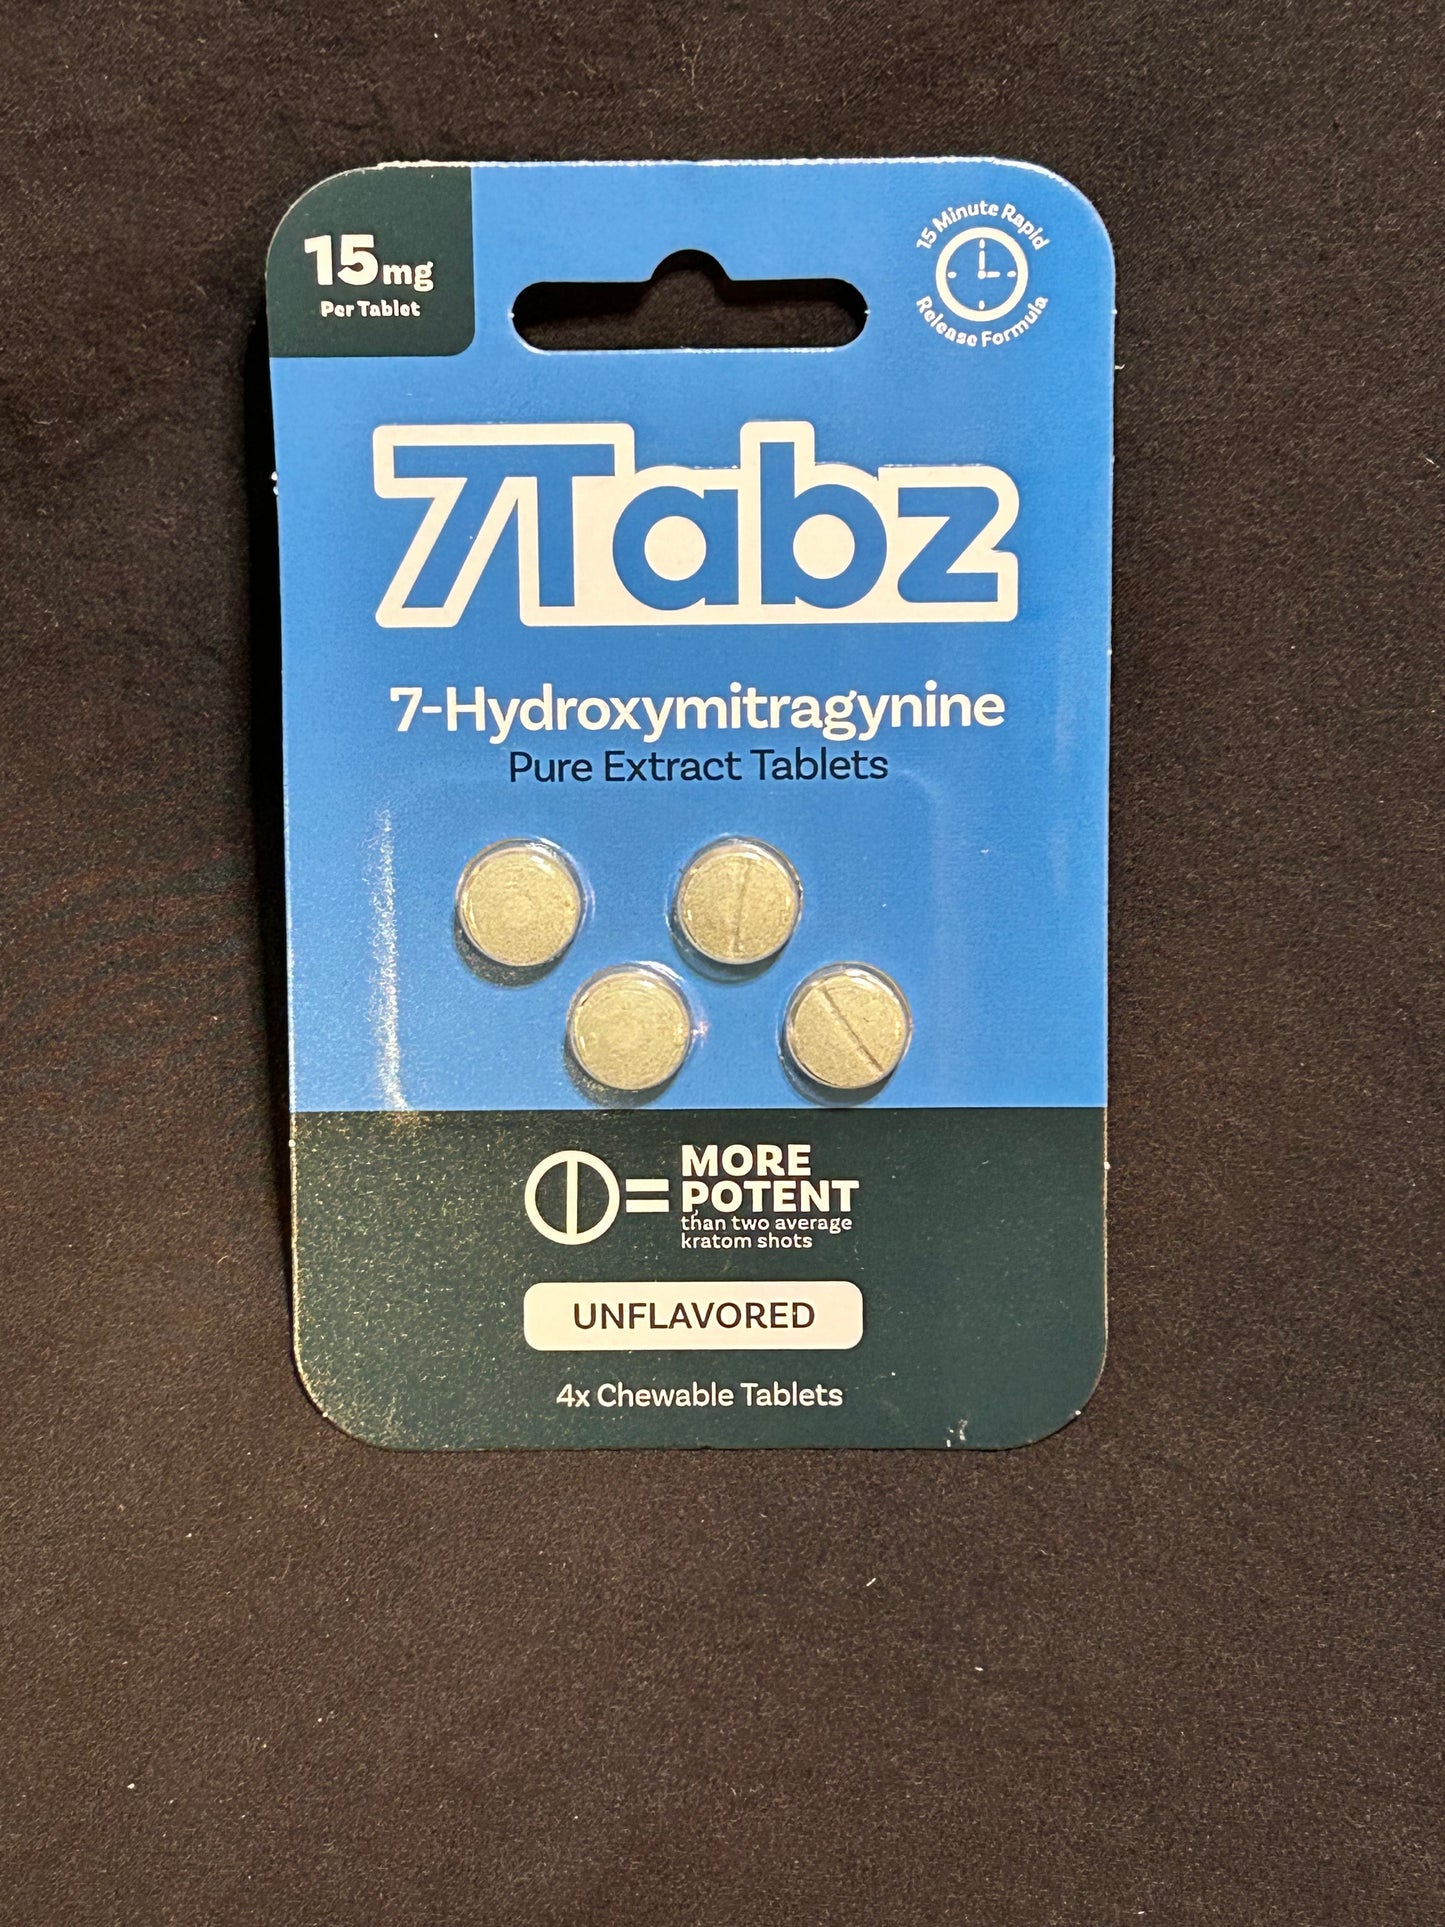 15mg
Per Tablet
15 Minute Rapid
Release Formula
7Tabz
7-Hydroxymitragynine
Pure Extract Tablets
= MORE
POTENT
than two average
kratom shots
UNFLAVORED
4x Chewable Tablets